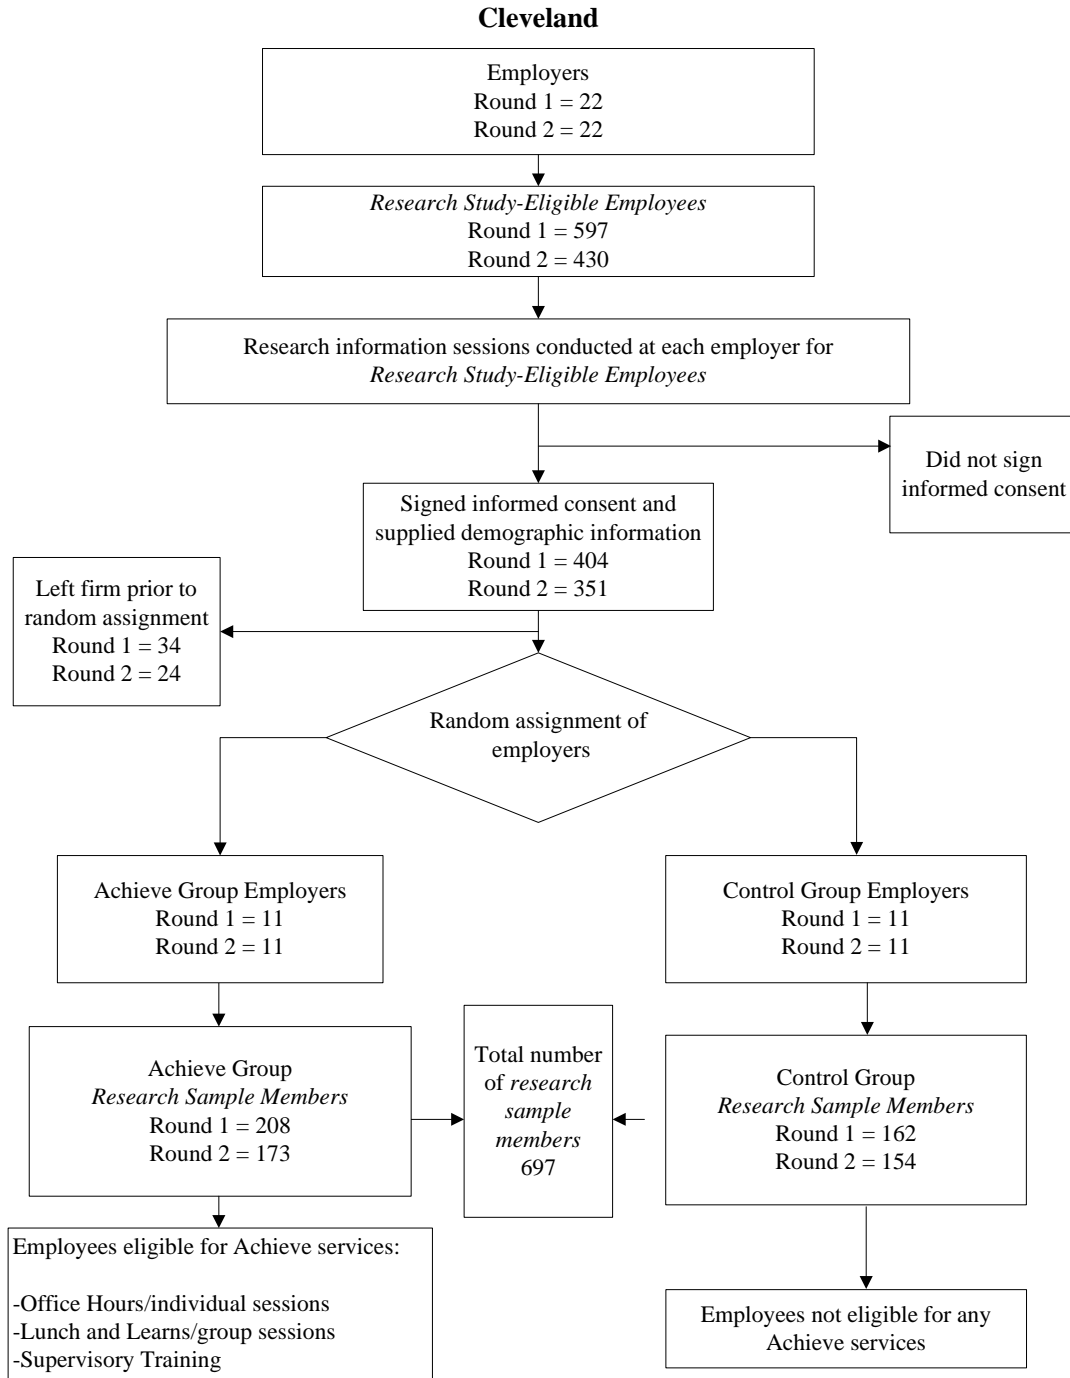 Cleveland
Employers
Round 1 = 22
Round 2 = 22
Research Study-Eligible Employees
Round 1 = 597
Round 2 = 430
Research information sessions conducted at each employer for
Research Study-Eligible Employees
Did not sign
informed consent
Signed informed consent and
supplied demographic information
Round 1 = 404
Round 2 = 351
Left firm prior to
random assignment
Round 1 = 34
Round 2 = 24
Random assignment of
employers
Achieve Group Employers
Round 1 = 11
Round 2 = 11
Control Group Employers
Round 1 = 11
Round 2 = 11
Achieve Group
Research Sample Members
Round 1 = 208
Round 2 = 173
Total number
of research
sample
members
697
Control Group
Research Sample Members
Round 1 = 162
Round 2 = 154
Employees eligible for Achieve services:
-Office Hours/individual sessions
-Lunch and Learns/group sessions
-Supervisory Training
Employees not eligible for any
Achieve services